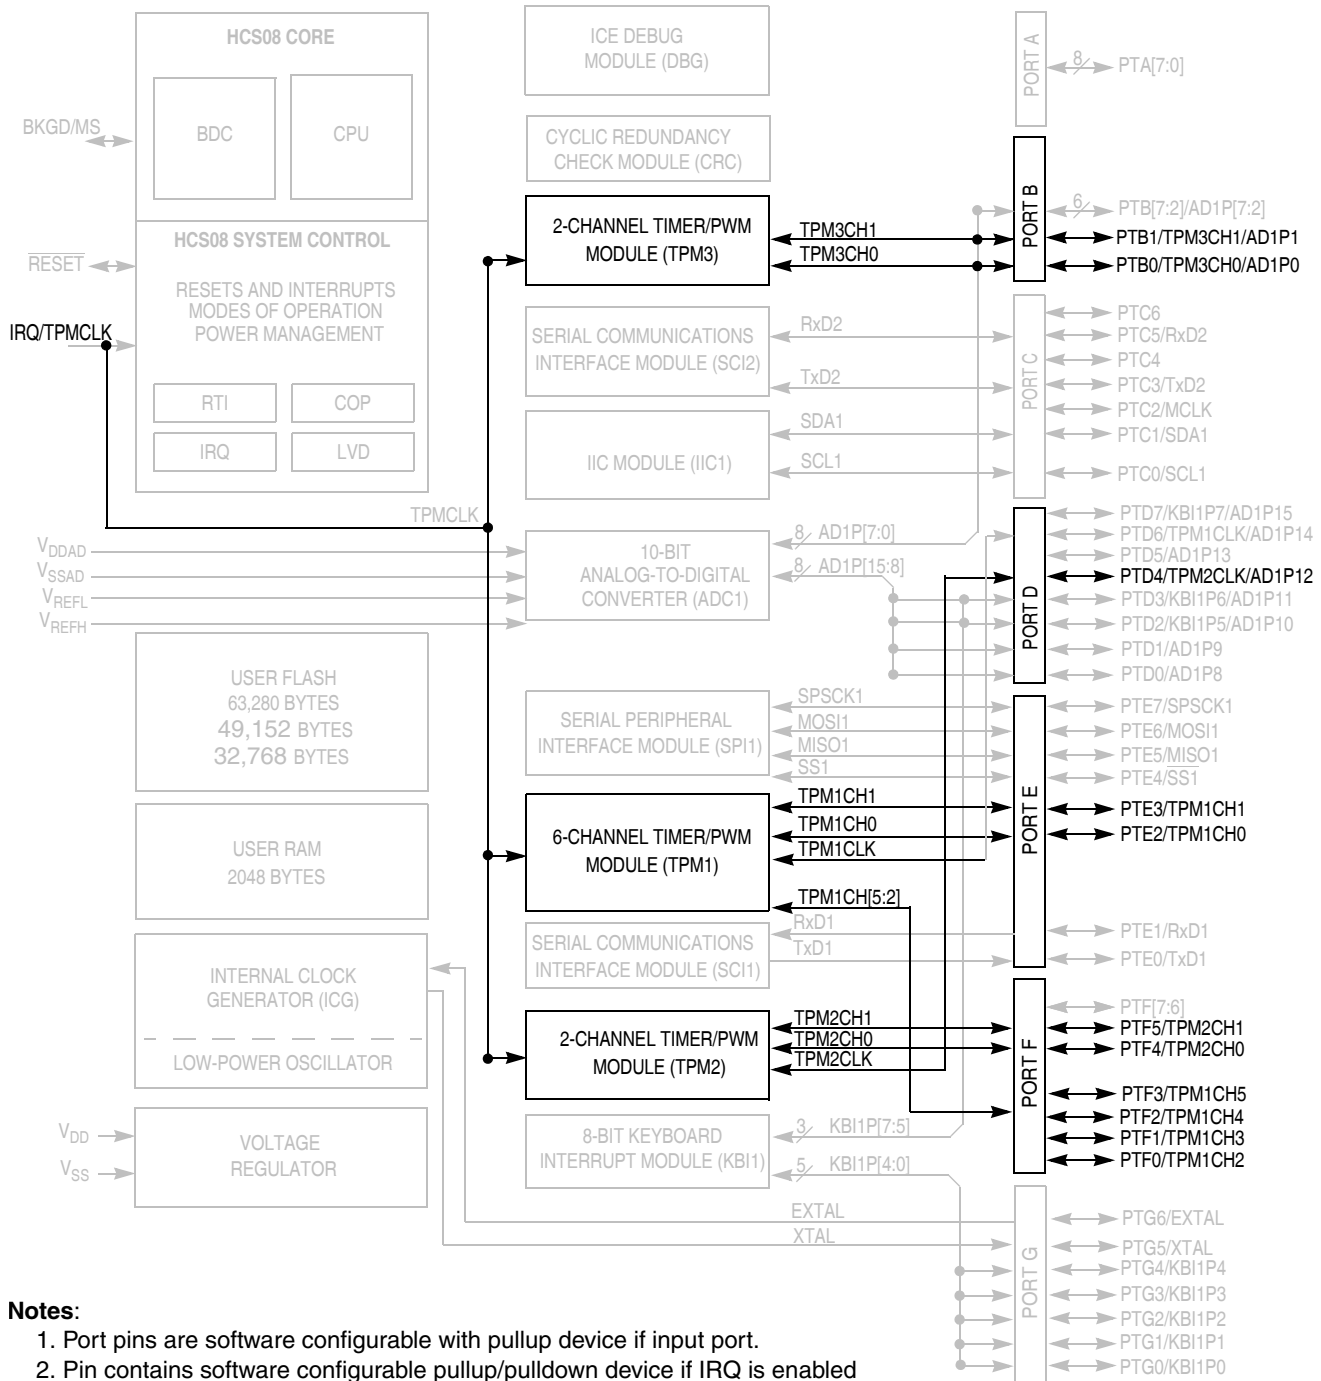 HCS08 CORE
BDC
CPU
BKGD/MS
HCS08 SYSTEM CONTROL
RESET
RESETS AND INTERRUPTS
MODES OF OPERATION
POWER MANAGEMENT
IRQ/TPMCLK
RTI
COP
IRQ
LVD
TPMCLK
VDDAD
VSSAD
VREFL
VREFH
USER FLASH
63,280 BYTES
49,152 BYTES
32,768 BYTES
USER RAM
2048 BYTES
INTERNAL CLOCK
GENERATOR (ICG)
LOW-POWER OSCILLATOR
VDD
VSS
VOLTAGE
REGULATOR
ICE DEBUG
MODULE (DBG)
CYCLIC REDUNDANCY
CHECK MODULE (CRC)
2-CHANNEL TIMER/PWM
MODULE (TPM3)
TPM3CH1
TPM3CH0
SERIAL COMMUNICATIONS
INTERFACE MODULE (SCI2)
RxD2
TxD2
IIC MODULE (IIC1)
SDA1
SCL1
10-BIT
ANALOG-TO-DIGITAL
CONVERTER (ADC1)
8 AD1P[7:0]
8 AD1P[15:8]
SERIAL PERIPHERAL
INTERFACE MODULE (SPI1)
SPSCK1
MOSI1
MISO1
SS1
6-CHANNEL TIMER/PWM
MODULE (TPM1)
TPM1CH1
TPM1CH0
TPM1CLK
TPM1CH[5:2]
SERIAL COMMUNICATIONS
INTERFACE MODULE (SCI1)
RxD1
TxD1
2-CHANNEL TIMER/PWM
MODULE (TPM2)
TPM2CH1
TPM2CH0
TPM2CLK
8-BIT KEYBOARD
INTERRUPT MODULE (KBI1)
3 KBI1P[7:5]
5 KBI1P[4:0]
EXTAL
XTAL
PORT A
8 PTA[7:0]
PORT B
6 PTB[7:2]/AD1P[7:2]
PTB1/TPM3CH1/AD1P1
PTB0/TPM3CH0/AD1P0
PORT C
PTC6
PTC5/RxD2
PTC4
PTC3/TxD2
PTC2/MCLK
PTC1/SDA1
PTC0/SCL1
PORT D
PTD7/KBI1P7/AD1P15
PTD6/TPM1CLK/AD1P14
PTD5/AD1P13
PTD4/TPM2CLK/AD1P12
PTD3/KBI1P6/AD1P11
PTD2/KBI1P5/AD1P10
PTD1/AD1P9
PTD0/AD1P8
PORT E
PTE7/SPSCK1
PTE6/MOSI1
PTE5/MISO1
PTE4/SS1
PTE3/TPM1CH1
PTE2/TPM1CH0
PTE1/RxD1
PTE0/TxD1
PORT F
PTF[7:6]
PTF5/TPM2CH1
PTF4/TPM2CH0
PTF3/TPM1CH5
PTF2/TPM1CH4
PTF1/TPM1CH3
PTF0/TPM1CH2
PORT G
PTG6/EXTAL
PTG5/XTAL
PTG4/KBI1P4
PTG3/KBI1P3
PTG2/KBI1P2
PTG1/KBI1P1
PTG0/KBI1P0
Notes:
1. Port pins are software configurable with pullup device if input port.
2. Pin contains software configurable pullup/pulldown device if IRQ is enabled